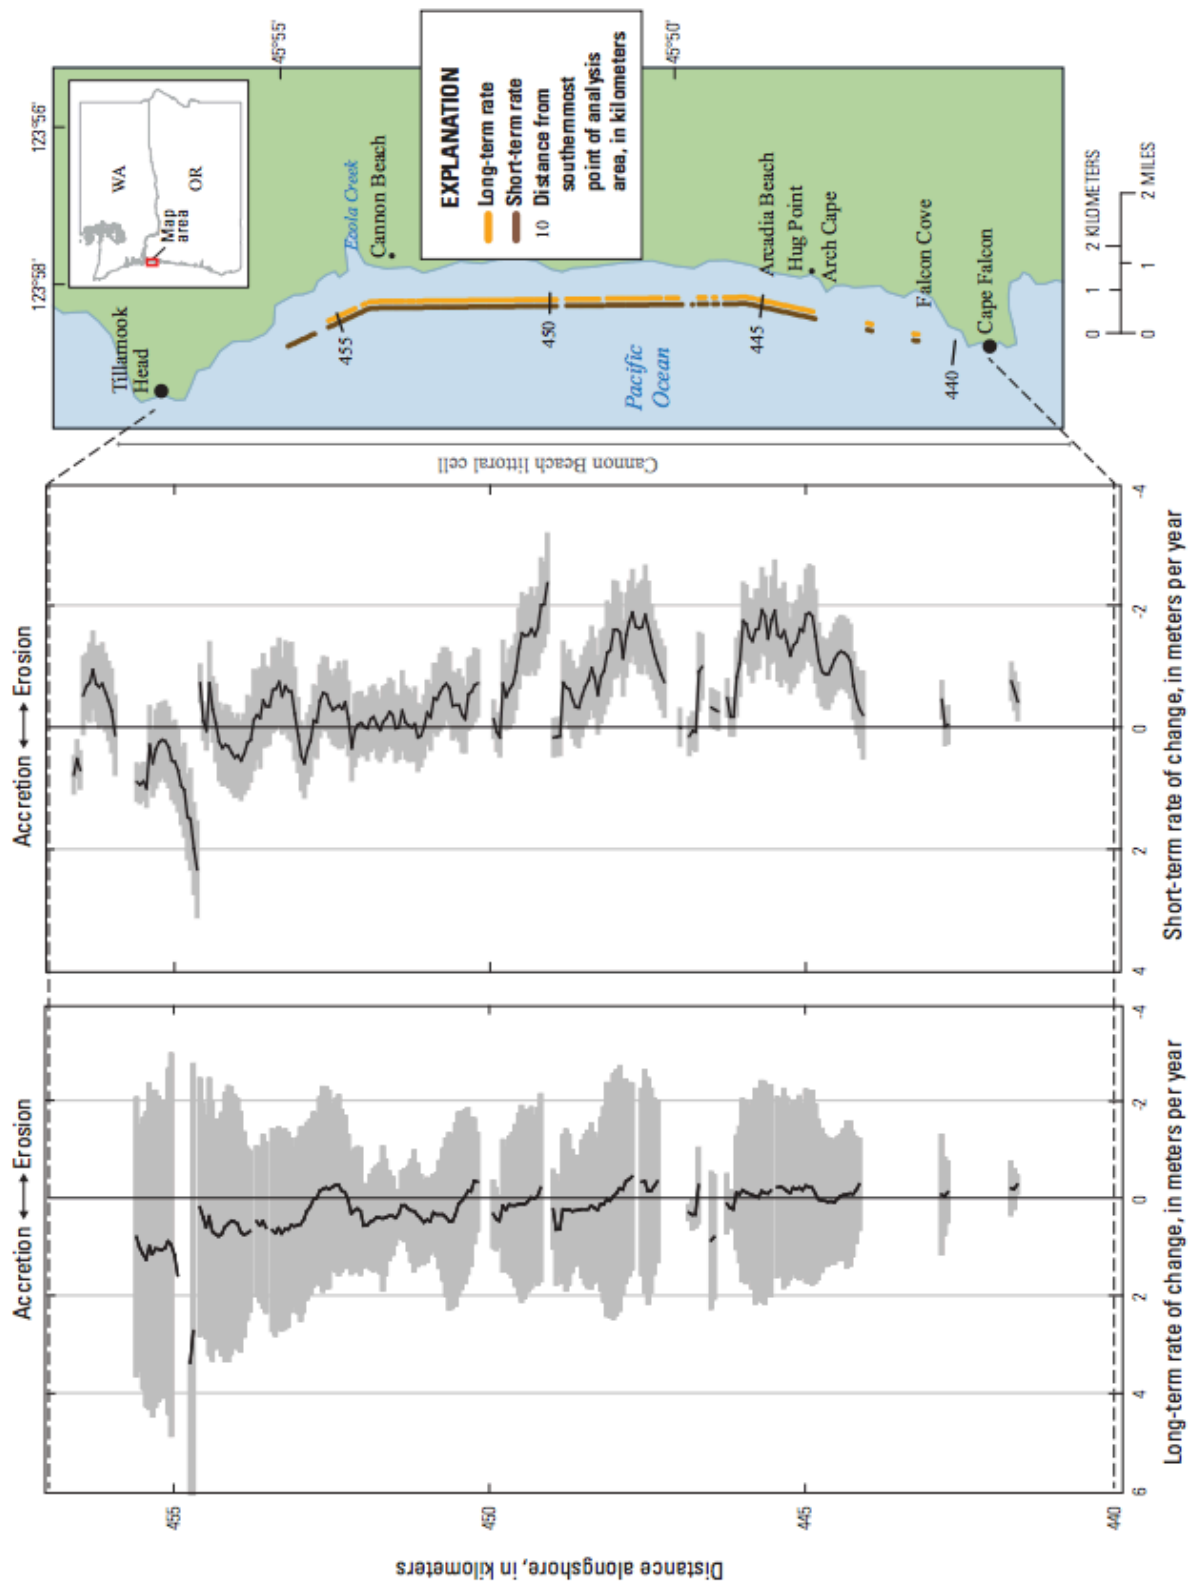 Accretion ⟷ Erosion
Accretion ⟷ Erosion
455
450
445
440
Distance alongshore, in kilometers
6
4
2
0
-2
-4
Long-term rate of change, in meters per year
4
2
0
-2
-4
Short-term rate of change, in meters per year
Cannon Beach littoral cell
123°58'
123°56'
45°55'
45°50'
Tillamook
Head
WA
OR
Map
area
Ecola Creek
Cannon Beach
455
450
445
440
Pacific
Ocean
Arcadia Beach
Hug Point
Arch Cape
Falcon Cove
Cape Falcon
EXPLANATION
Long-term rate
Short-term rate
10 Distance from
southernmost
point of analysis
area, in kilometers
0 1 2 KILOMETERS
0 1 2 MILES